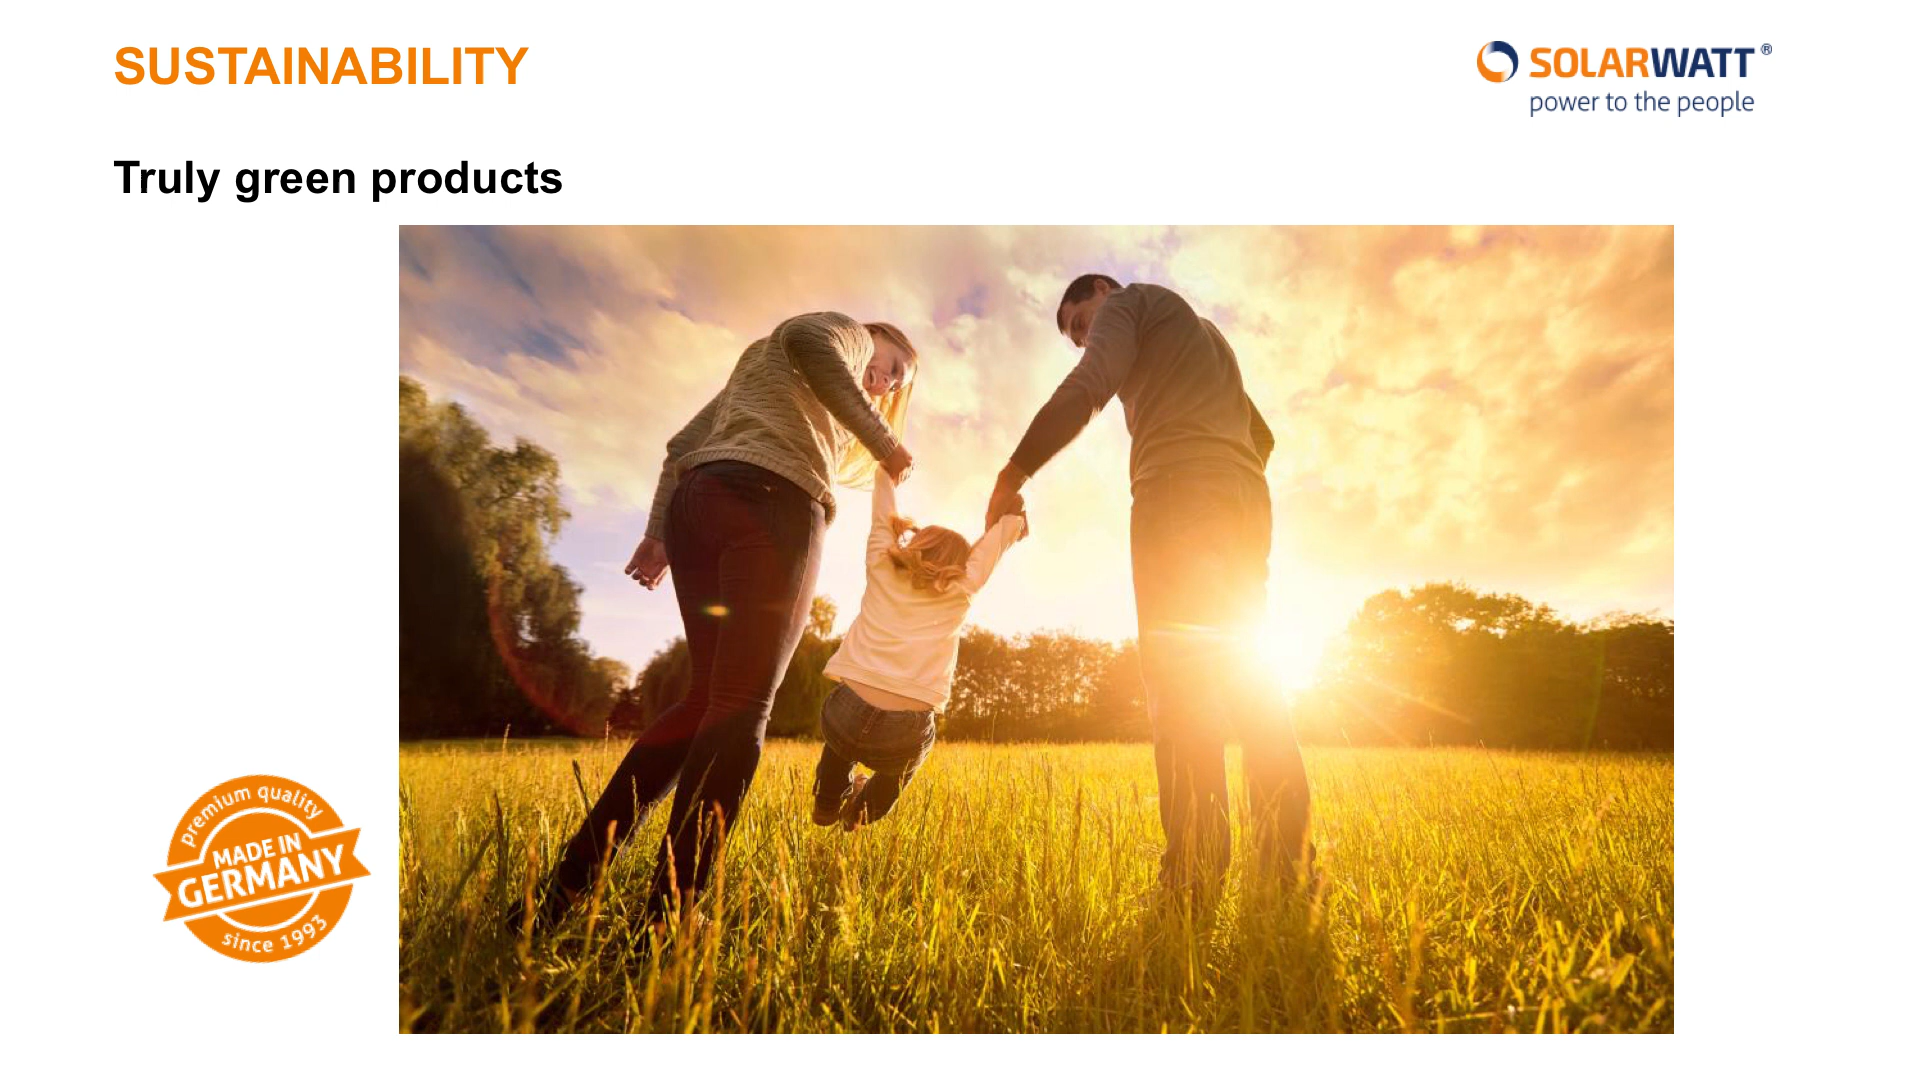 SUSTAINABILITY
SOLARWATT®
power to the people
Truly green products
premium quality
MADE IN
GERMANY
since 1993